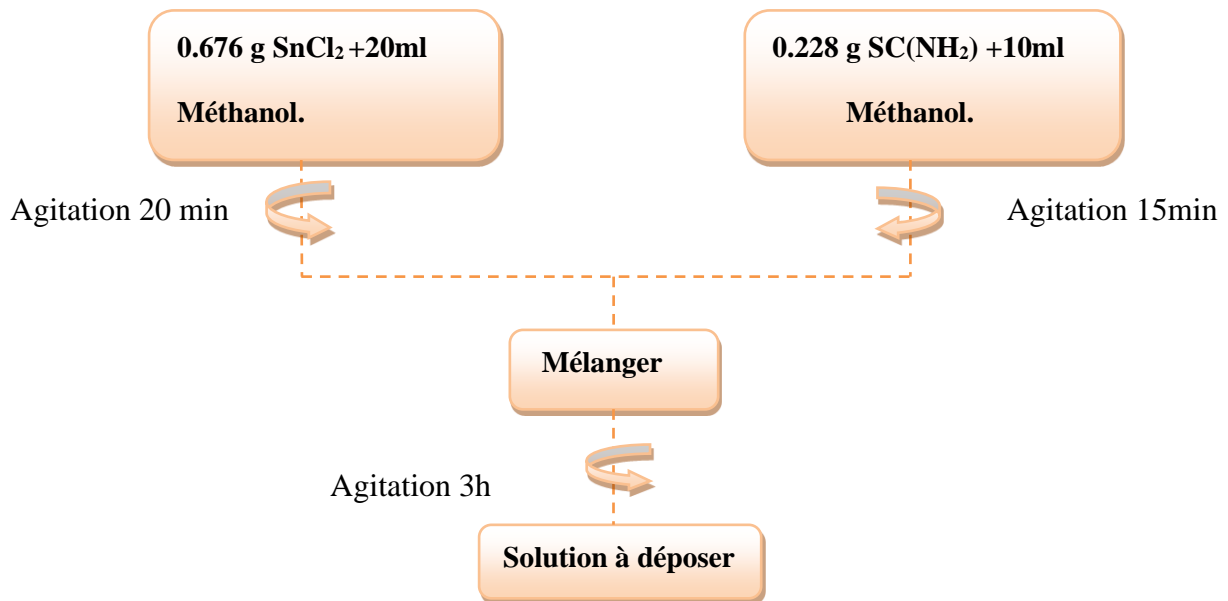 0.676 g SnCl₂ +20ml
Méthanol.
0.228 g SC(NH₂) +10ml
Méthanol.
Agitation 20 min
Agitation 15min
Mélanger
Agitation 3h
Solution à déposer